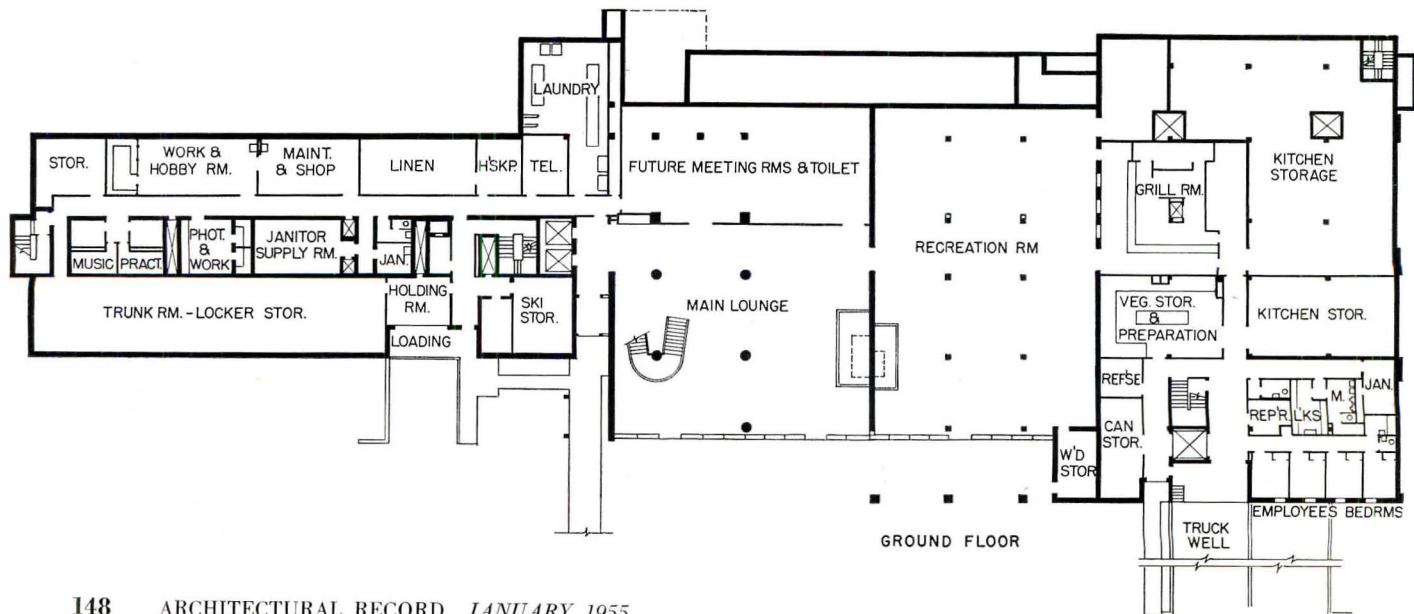 LAUNDRY
STOR.
WORK &
HOBBY RM.
MAINT.
& SHOP
LINEN
H'SKP.
TEL.
FUTURE MEETING RMS & TOILET
GRILL RM.
KITCHEN
STORAGE
MUSIC
PRACT.
PHOT.
& WORK
JANITOR
SUPPLY RM.
JAN.
RECREATION RM
HOLDING
RM.
TRUNK RM. - LOCKER STOR.
LOADING
SKI
STOR.
MAIN LOUNGE
VEG. STOR.
&
PREPARATION
KITCHEN STOR.
REF'SE
CAN
STOR.
REP'R.
L'KS
M.
JAN.
W'D
STOR
EMPLOYEES BEDRMS
TRUCK
WELL
GROUND FLOOR
148 ARCHITECTURAL RECORD JANUARY 1955